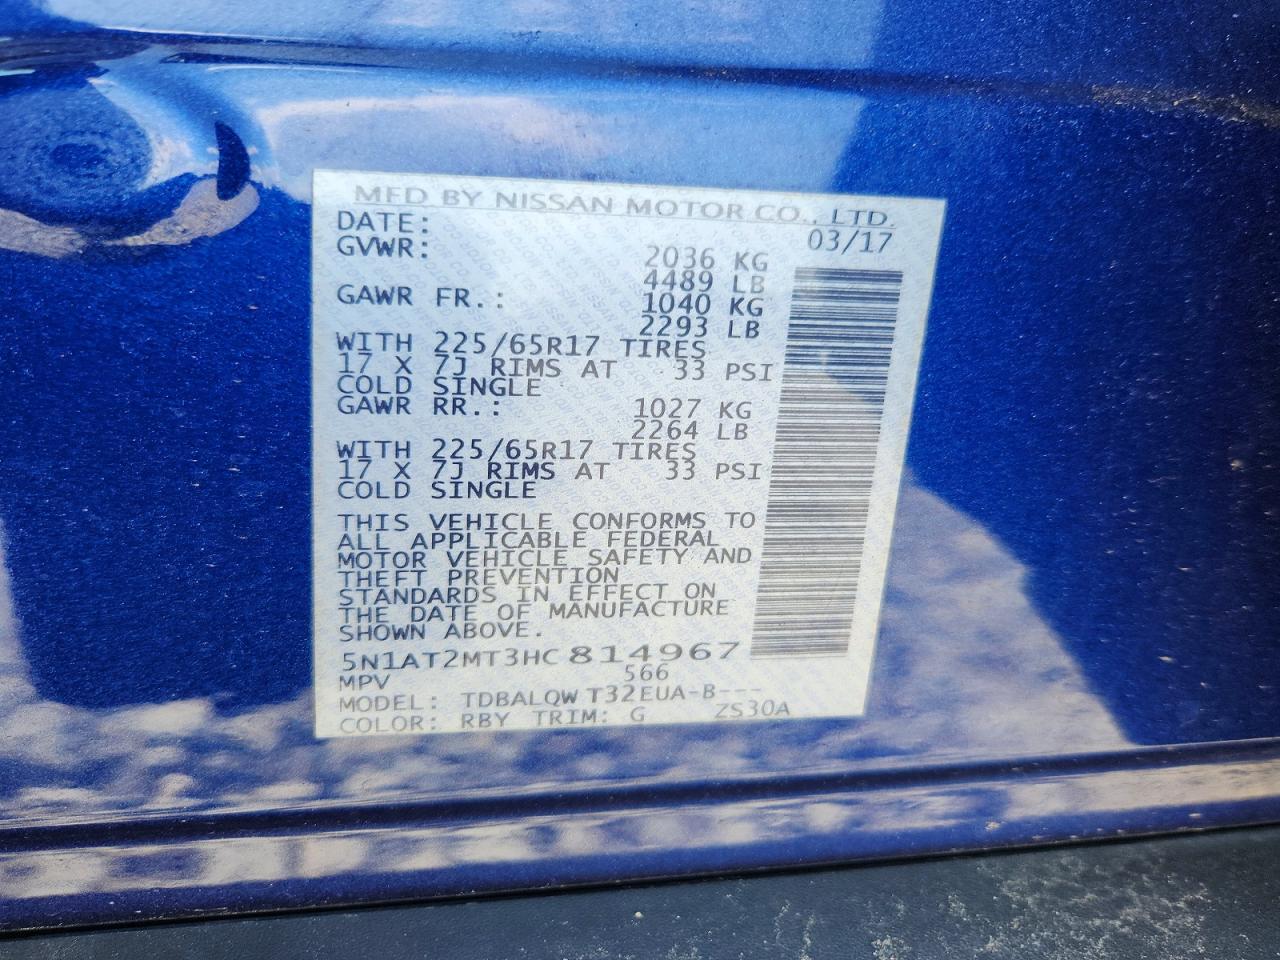 MFD BY NISSAN MOTOR CO., LTD.
DATE: 03/17
GVWR: 2036 KG
4489 LB
GAWR FR.: 1040 KG
2293 LB
WITH 225/65R17 TIRES
17 X 7J RIMS AT 33 PSI
COLD SINGLE
GAWR RR.: 1027 KG
2264 LB
WITH 225/65R17 TIRES
17 X 7J RIMS AT 33 PSI
COLD SINGLE
THIS VEHICLE CONFORMS TO
ALL APPLICABLE FEDERAL
MOTOR VEHICLE SAFETY AND
THEFT PREVENTION
STANDARDS IN EFFECT ON
THE DATE OF MANUFACTURE
SHOWN ABOVE.
5N1AT2MT3HC814967
MPV 566
MODEL: TDBALQWT32EUA-B---
COLOR: RBY TRIM: G ZS30A